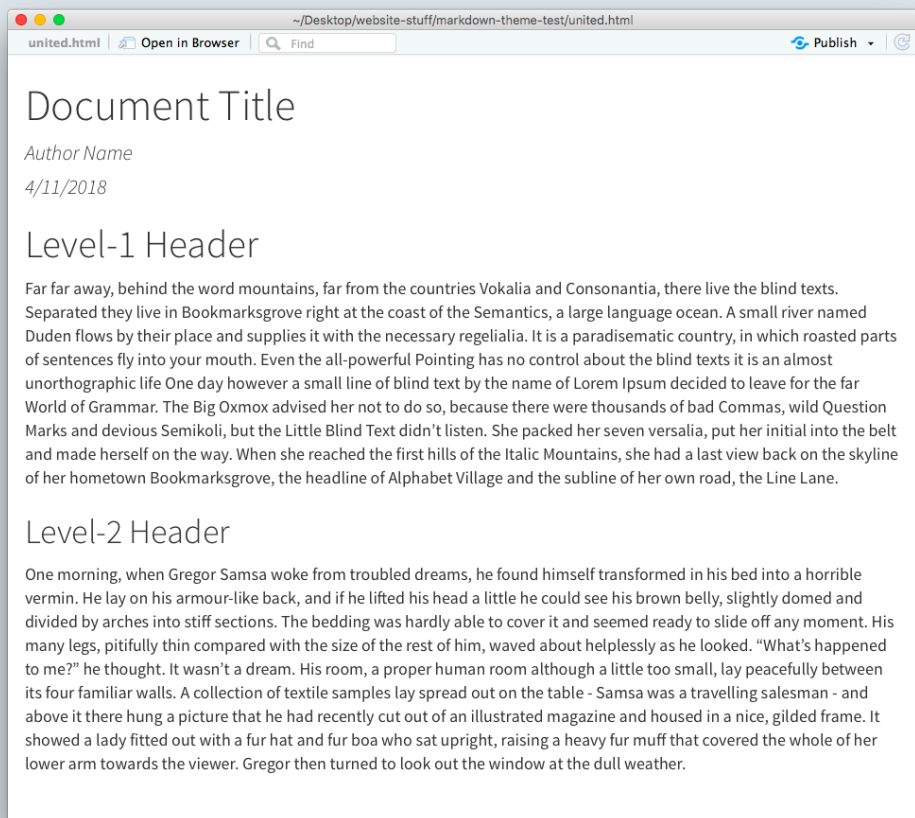 ~/Desktop/website-stuff/markdown-theme-test/united.html
united.html Open in Browser Find Publish
Document Title
Author Name
4/11/2018
Level-1 Header
Far far away, behind the word mountains, far from the countries Vokalia and Consonantia, there live the blind texts.
Separated they live in Bookmarksgrove right at the coast of the Semantics, a large language ocean. A small river named
Duden flows by their place and supplies it with the necessary regelialia. It is a paradisematic country, in which roasted parts
of sentences fly into your mouth. Even the all-powerful Pointing has no control about the blind texts it is an almost
unorthographic life One day however a small line of blind text by the name of Lorem Ipsum decided to leave for the far
World of Grammar. The Big Oxmox advised her not to do so, because there were thousands of bad Commas, wild Question
Marks and devious Semikoli, but the Little Blind Text didn’t listen. She packed her seven versalia, put her initial into the belt
and made herself on the way. When she reached the first hills of the Italic Mountains, she had a last view back on the skyline
of her hometown Bookmarksgrove, the headline of Alphabet Village and the subline of her own road, the Line Lane.
Level-2 Header
One morning, when Gregor Samsa woke from troubled dreams, he found himself transformed in his bed into a horrible
vermin. He lay on his armour-like back, and if he lifted his head a little he could see his brown belly, slightly domed and
divided by arches into stiff sections. The bedding was hardly able to cover it and seemed ready to slide off any moment. His
many legs, pitifully thin compared with the size of the rest of him, waved about helplessly as he looked. “What’s happened
to me?” he thought. It wasn’t a dream. His room, a proper human room although a little too small, lay peacefully between
its four familiar walls. A collection of textile samples lay spread out on the table - Samsa was a travelling salesman - and
above it there hung a picture that he had recently cut out of an illustrated magazine and housed in a nice, gilded frame. It
showed a lady fitted out with a fur hat and fur boa who sat upright, raising a heavy fur muff that covered the whole of her
lower arm towards the viewer. Gregor then turned to look out the window at the dull weather.